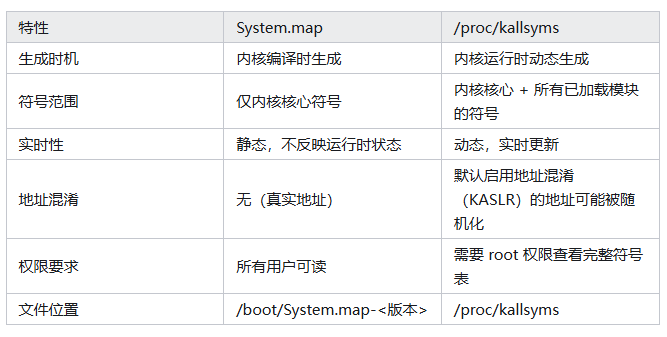 特性 System.map /proc/kallsyms
生成时机 内核编译时生成 内核运行时动态生成
符号范围 仅内核核心符号 内核核心 + 所有已加载模块
的符号
实时性 静态，不反映运行时状态 动态，实时更新
地址混淆 无（真实地址） 默认启用地址混淆
（KASLR）的地址可能被随
机化
权限要求 所有用户可读 需要 root 权限查看完整符号
表
文件位置 /boot/System.map-<版本> /proc/kallsyms